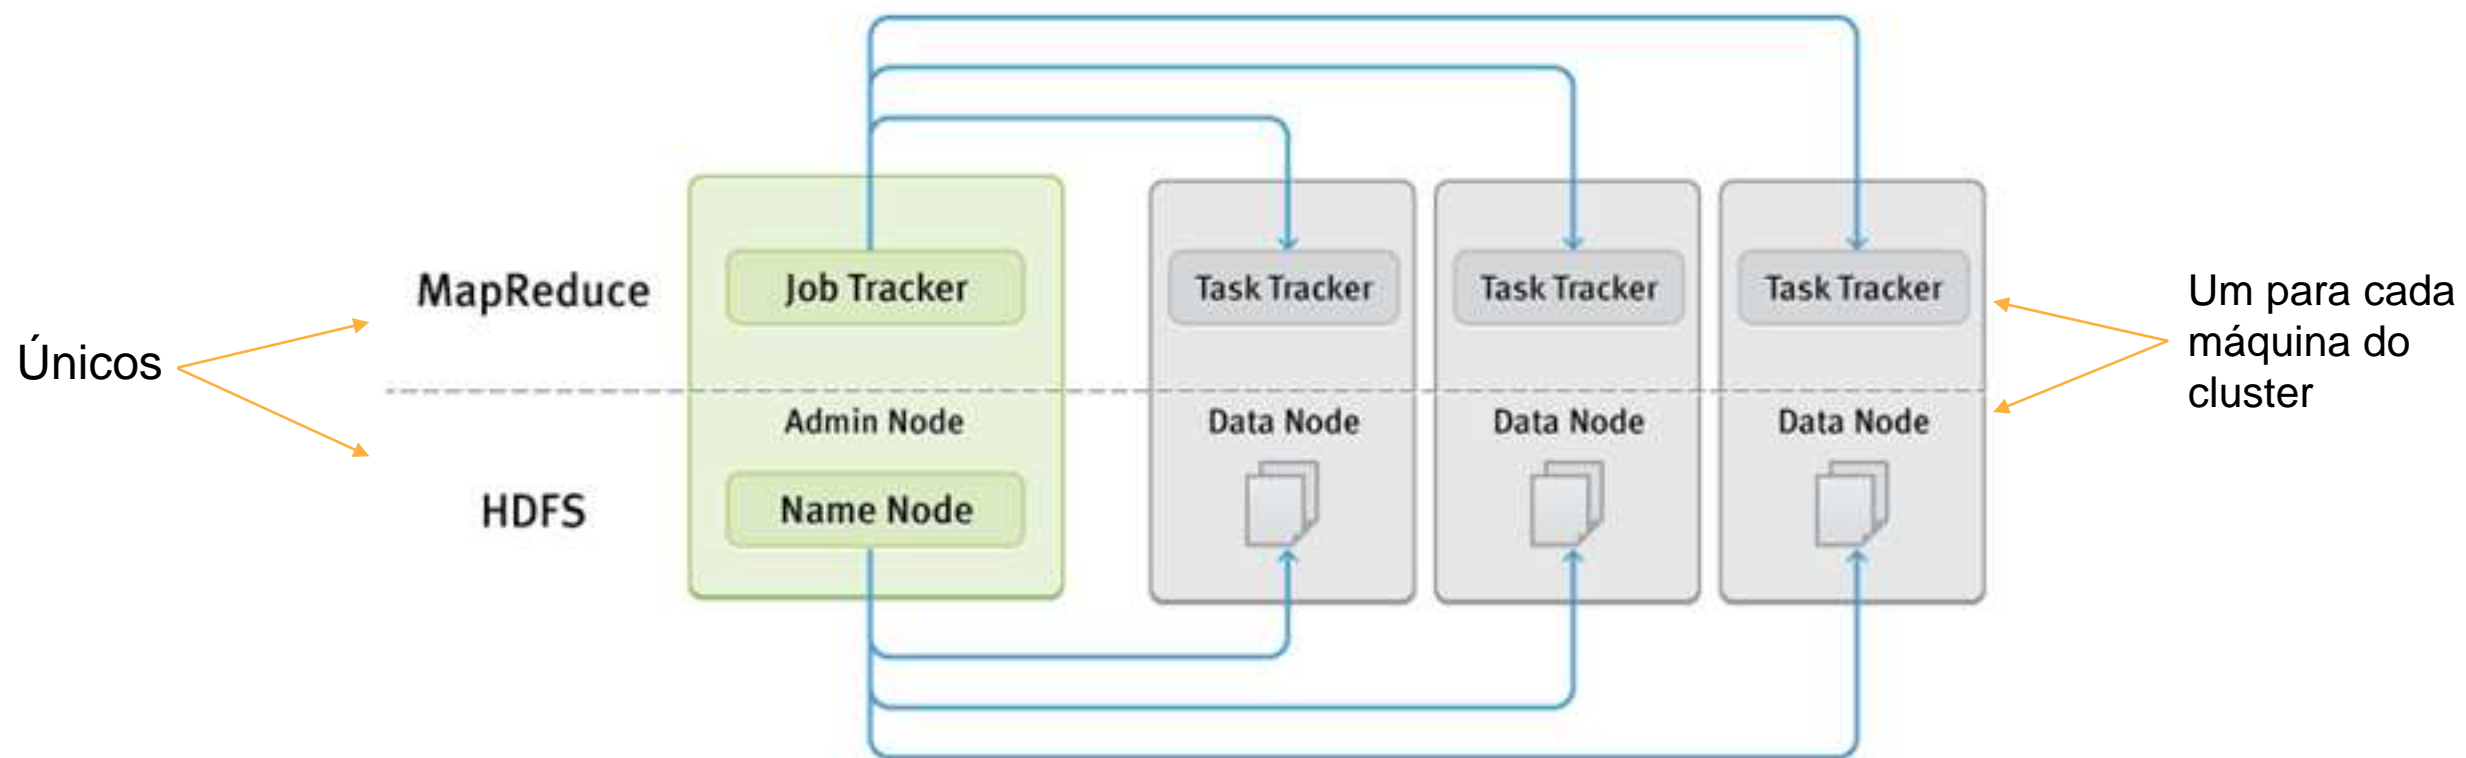 MapReduce
Job Tracker
Task Tracker
Task Tracker
Task Tracker
Únicos
Um para cada
máquina do
cluster
Admin Node
Data Node
Data Node
Data Node
HDFS
Name Node